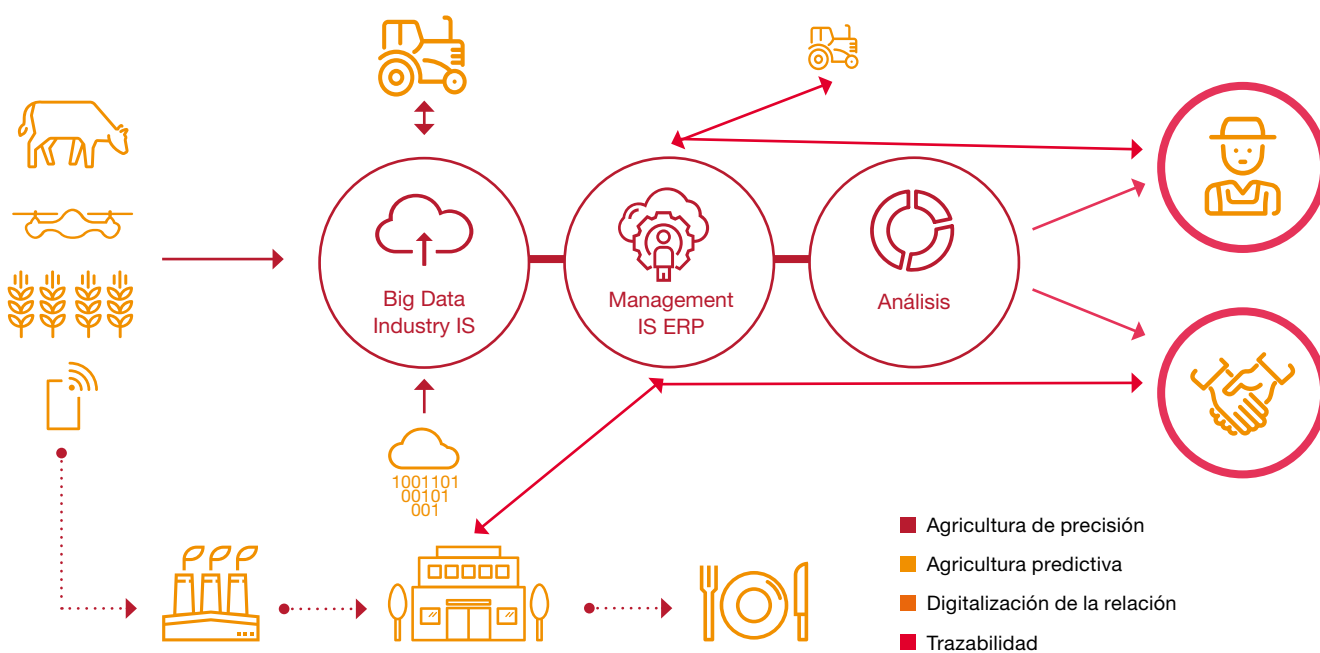 Big Data
Industry IS
Management
IS ERP
Análisis
1001101
00101
001
Agricultura de precisión
Agricultura predictiva
Digitalización de la relación
Trazabilidad